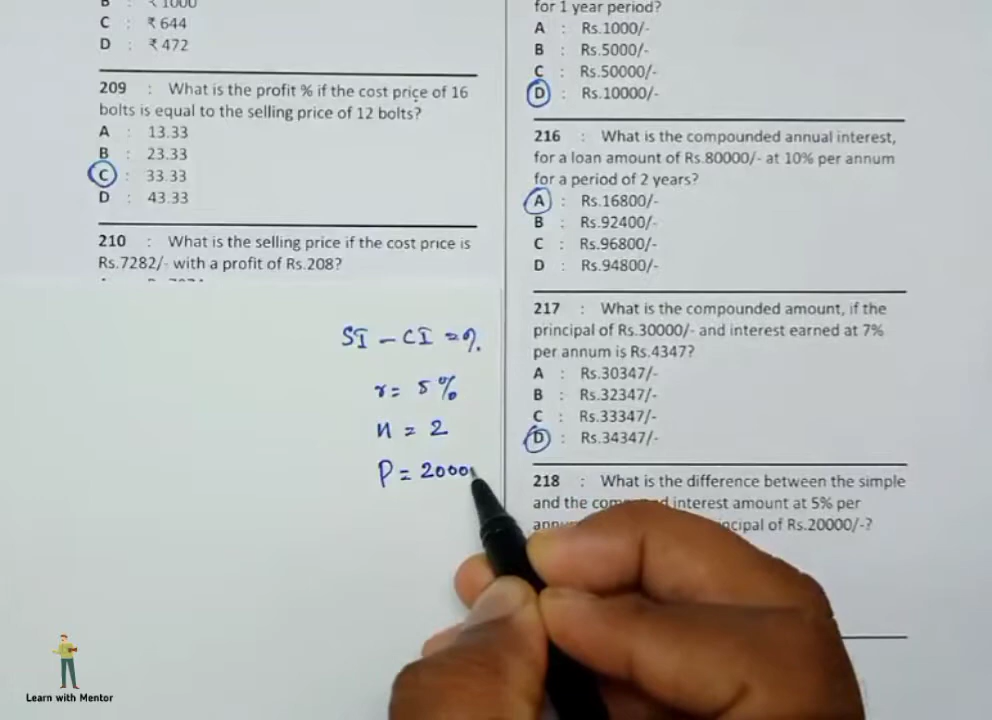 B : ₹ 1000
C : ₹ 644
D : ₹ 472
209 : What is the profit % if the cost price of 16
bolts is equal to the selling price of 12 bolts?
A : 13.33
B : 23.33
C : 33.33
D : 43.33
210 : What is the selling price if the cost price is
Rs.7282/- with a profit of Rs.208?
SI - CI = ?
r = 5 %
n = 2
P = 20000
for 1 year period?
A : Rs.1000/-
B : Rs.5000/-
C : Rs.50000/-
D : Rs.10000/-
216 : What is the compounded annual interest,
for a loan amount of Rs.80000/- at 10% per annum
for a period of 2 years?
A : Rs.16800/-
B : Rs.92400/-
C : Rs.96800/-
D : Rs.94800/-
217 : What is the compounded amount, if the
principal of Rs.30000/- and interest earned at 7%
per annum is Rs.4347?
A : Rs.30347/-
B : Rs.32347/-
C : Rs.33347/-
D : Rs.34347/-
218 : What is the difference between the simple
and the interest amount at 5% per
of Rs.20000/-?
Learn with Mentor